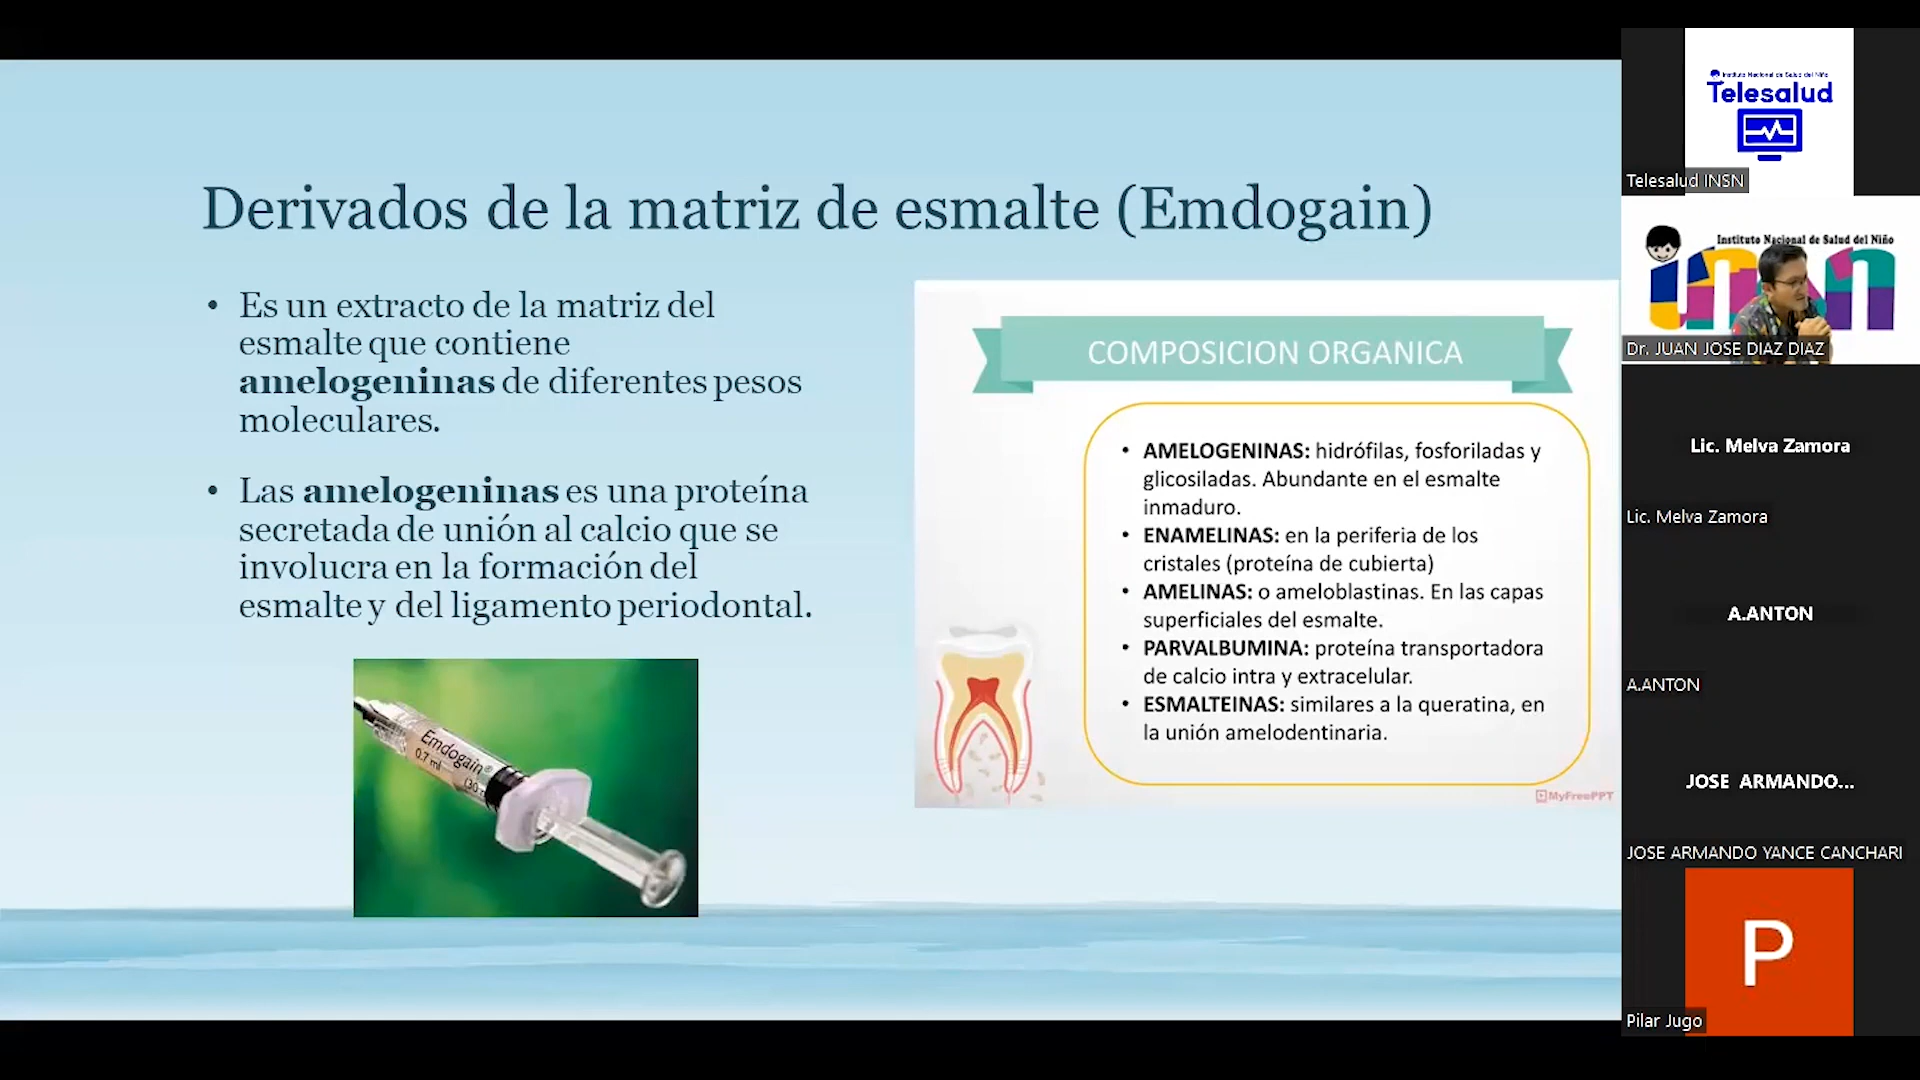 Derivados de la matriz de esmalte (Emdogain)
• Es un extracto de la matriz del
esmalte que contiene
amelogeninas de diferentes pesos
moleculares.
• Las amelogeninas es una proteína
secretada de unión al calcio que se
involucra en la formación del
esmalte y del ligamento periodontal.
Emdogain®
0.7 ml
(30
COMPOSICION ORGANICA
• AMELOGENINAS: hidrófilas, fosforiladas y
glicosiladas. Abundante en el esmalte
inmaduro.
• ENAMELINAS: en la periferia de los
cristales (proteína de cubierta)
• AMELINAS: o ameloblastinas. En las capas
superficiales del esmalte.
• PARVALBUMINA: proteína transportadora
de calcio intra y extracelular.
• ESMALTEINAS: similares a la queratina, en
la unión amelodentinaria.
MyFreePPT
Instituto Nacional de Salud del Niño
Telesalud
Telesalud INSN
Instituto Nacional de Salud del Niño
insn
Dr. JUAN JOSE DIAZ DIAZ
Lic. Melva Zamora
Lic. Melva Zamora
A.ANTON
A.ANTON
JOSE ARMANDO...
JOSE ARMANDO YANCE CANCHARI
P
Pilar Jugo